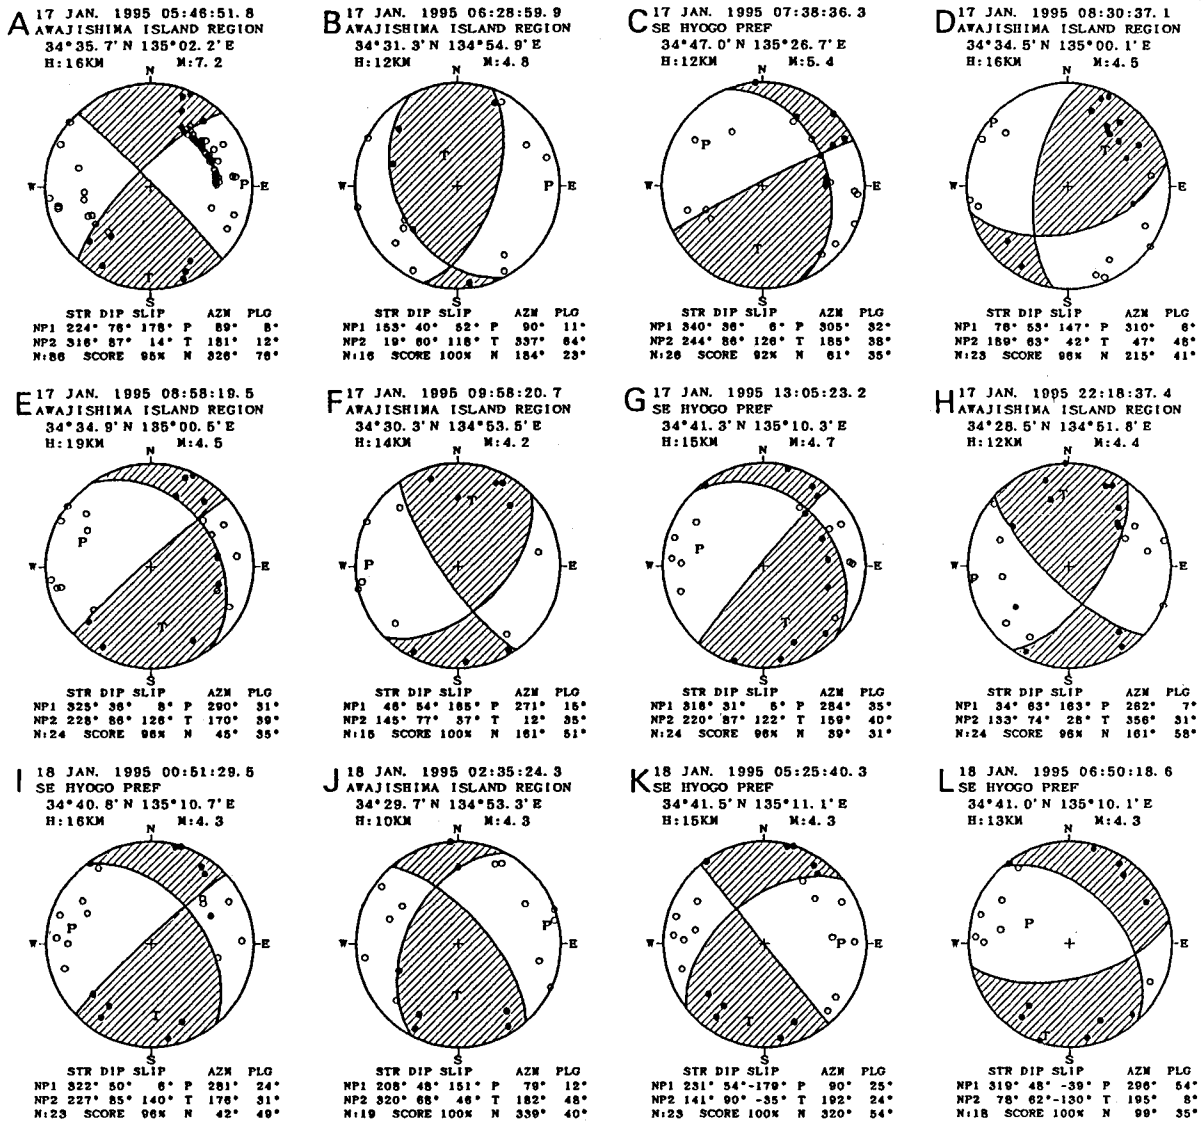 A 17 JAN. 1995 05:46:51.8
AWAJISHIMA ISLAND REGION
34°35.7'N 135°02.2'E
H:16KM M:7.2
N
W
P
E
T
S
STR DIP SLIP AZM PLG
NP1 224° 76° 178° P 89° 8°
NP2 316° 87° 14° T 181° 12°
N:86 SCORE 95% N 326° 76°
B 17 JAN. 1995 06:28:59.9
AWAJISHIMA ISLAND REGION
34°31.3'N 134°54.9'E
H:12KM M:4.8
N
T
W
P
E
S
STR DIP SLIP AZM PLG
NP1 153° 40° 52° P 90° 11°
NP2 19° 60° 118° T 337° 64°
N:16 SCORE 100% N 184° 23°
C 17 JAN. 1995 07:38:36.3
SE HYOGO PREF
34°47.0'N 135°26.7'E
H:12KM M:5.4
N
P
W
E
T
S
STR DIP SLIP AZM PLG
NP1 340° 36° 6° P 305° 32°
NP2 244° 86° 126° T 185° 38°
N:26 SCORE 92% N 61° 35°
D 17 JAN. 1995 08:30:37.1
AWAJISHIMA ISLAND REGION
34°34.5'N 135°00.1'E
H:16KM M:4.5
N
P
T
W
E
S
STR DIP SLIP AZM PLG
NP1 76° 53° 147° P 310° 6°
NP2 189° 63° 42° T 47° 48°
N:23 SCORE 96% N 215° 41°
E 17 JAN. 1995 08:58:19.5
AWAJISHIMA ISLAND REGION
34°34.9'N 135°00.5'E
H:19KM M:4.5
N
P
W
E
T
S
STR DIP SLIP AZM PLG
NP1 325° 36° 8° P 290° 31°
NP2 228° 86° 126° T 170° 39°
N:24 SCORE 96% N 45° 35°
F 17 JAN. 1995 09:58:20.7
AWAJISHIMA ISLAND REGION
34°30.3'N 134°53.5'E
H:14KM M:4.2
N
T
W
P
E
S
STR DIP SLIP AZM PLG
NP1 46° 54° 165° P 271° 15°
NP2 145° 77° 37° T 12° 35°
N:15 SCORE 100% N 161° 51°
G 17 JAN. 1995 13:05:23.2
SE HYOGO PREF
34°41.3'N 135°10.3'E
H:15KM M:4.7
N
P
W
E
T
S
STR DIP SLIP AZM PLG
NP1 316° 31° 5° P 284° 35°
NP2 220° 87° 122° T 159° 40°
N:24 SCORE 96% N 39° 31°
H 17 JAN. 1995 22:18:37.4
AWAJISHIMA ISLAND REGION
34°28.5'N 134°51.8'E
H:12KM M:4.4
N
T
W
P
E
S
STR DIP SLIP AZM PLG
NP1 34° 63° 163° P 262° 7°
NP2 133° 74° 28° T 356° 31°
N:24 SCORE 96% N 161° 58°
I 18 JAN. 1995 00:51:29.5
SE HYOGO PREF
34°40.8'N 135°10.7'E
H:16KM M:4.3
N
P
W
E
T
S
STR DIP SLIP AZM PLG
NP1 322° 50° 6° P 281° 24°
NP2 227° 85° 140° T 176° 31°
N:23 SCORE 96% N 42° 49°
J 18 JAN. 1995 02:35:24.3
AWAJISHIMA ISLAND REGION
34°29.7'N 134°53.3'E
H:10KM M:4.3
N
P
W
E
T
S
STR DIP SLIP AZM PLG
NP1 208° 48° 151° P 79° 12°
NP2 320° 68° 46° T 182° 48°
N:19 SCORE 100% N 339° 40°
K 18 JAN. 1995 05:25:40.3
SE HYOGO PREF
34°41.5'N 135°11.1'E
H:15KM M:4.3
N
W
P
E
T
S
STR DIP SLIP AZM PLG
NP1 231° 54° -179° P 90° 25°
NP2 141° 90° -35° T 192° 24°
N:23 SCORE 100% N 320° 54°
L 18 JAN. 1995 06:50:18.6
SE HYOGO PREF
34°41.0'N 135°10.1'E
H:13KM M:4.3
N
P
W
E
T
S
STR DIP SLIP AZM PLG
NP1 319° 48° -39° P 296° 54°
NP2 78° 62° -130° T 195° 8°
N:18 SCORE 100% N 99° 35°